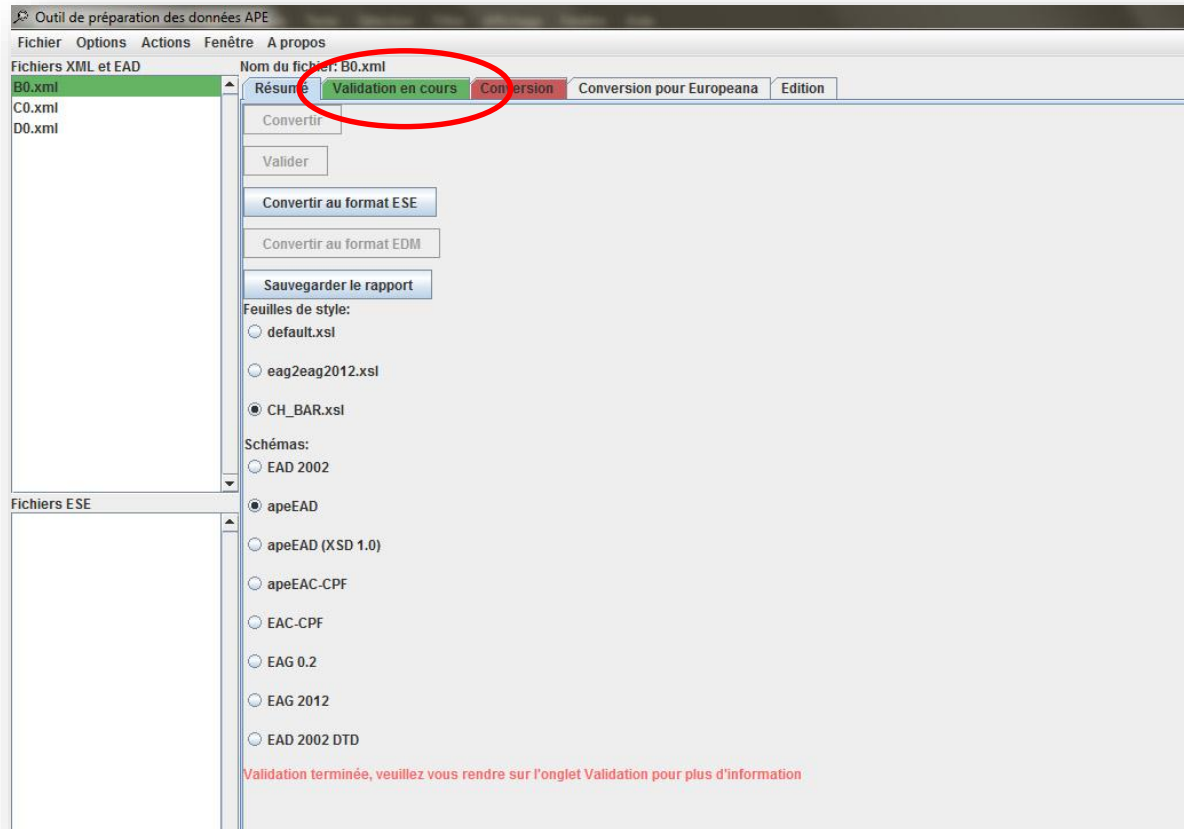 Outil de préparation des données APE
Fichier Options Actions Fenêtre A propos
Fichiers XML et EAD
B0.xml
C0.xml
D0.xml
Fichiers ESE
Nom du fichier: B0.xml
Résumé Validation en cours Conversion Conversion pour Europeana Edition
Convertir
Valider
Convertir au format ESE
Convertir au format EDM
Sauvegarder le rapport
Feuilles de style:
default.xsl
eag2eag2012.xsl
CH_BAR.xsl
Schémas:
EAD 2002
apeEAD
apeEAD (XSD 1.0)
apeEAC-CPF
EAC-CPF
EAG 0.2
EAG 2012
EAD 2002 DTD
Validation terminée, veuillez vous rendre sur l'onglet Validation pour plus d'information